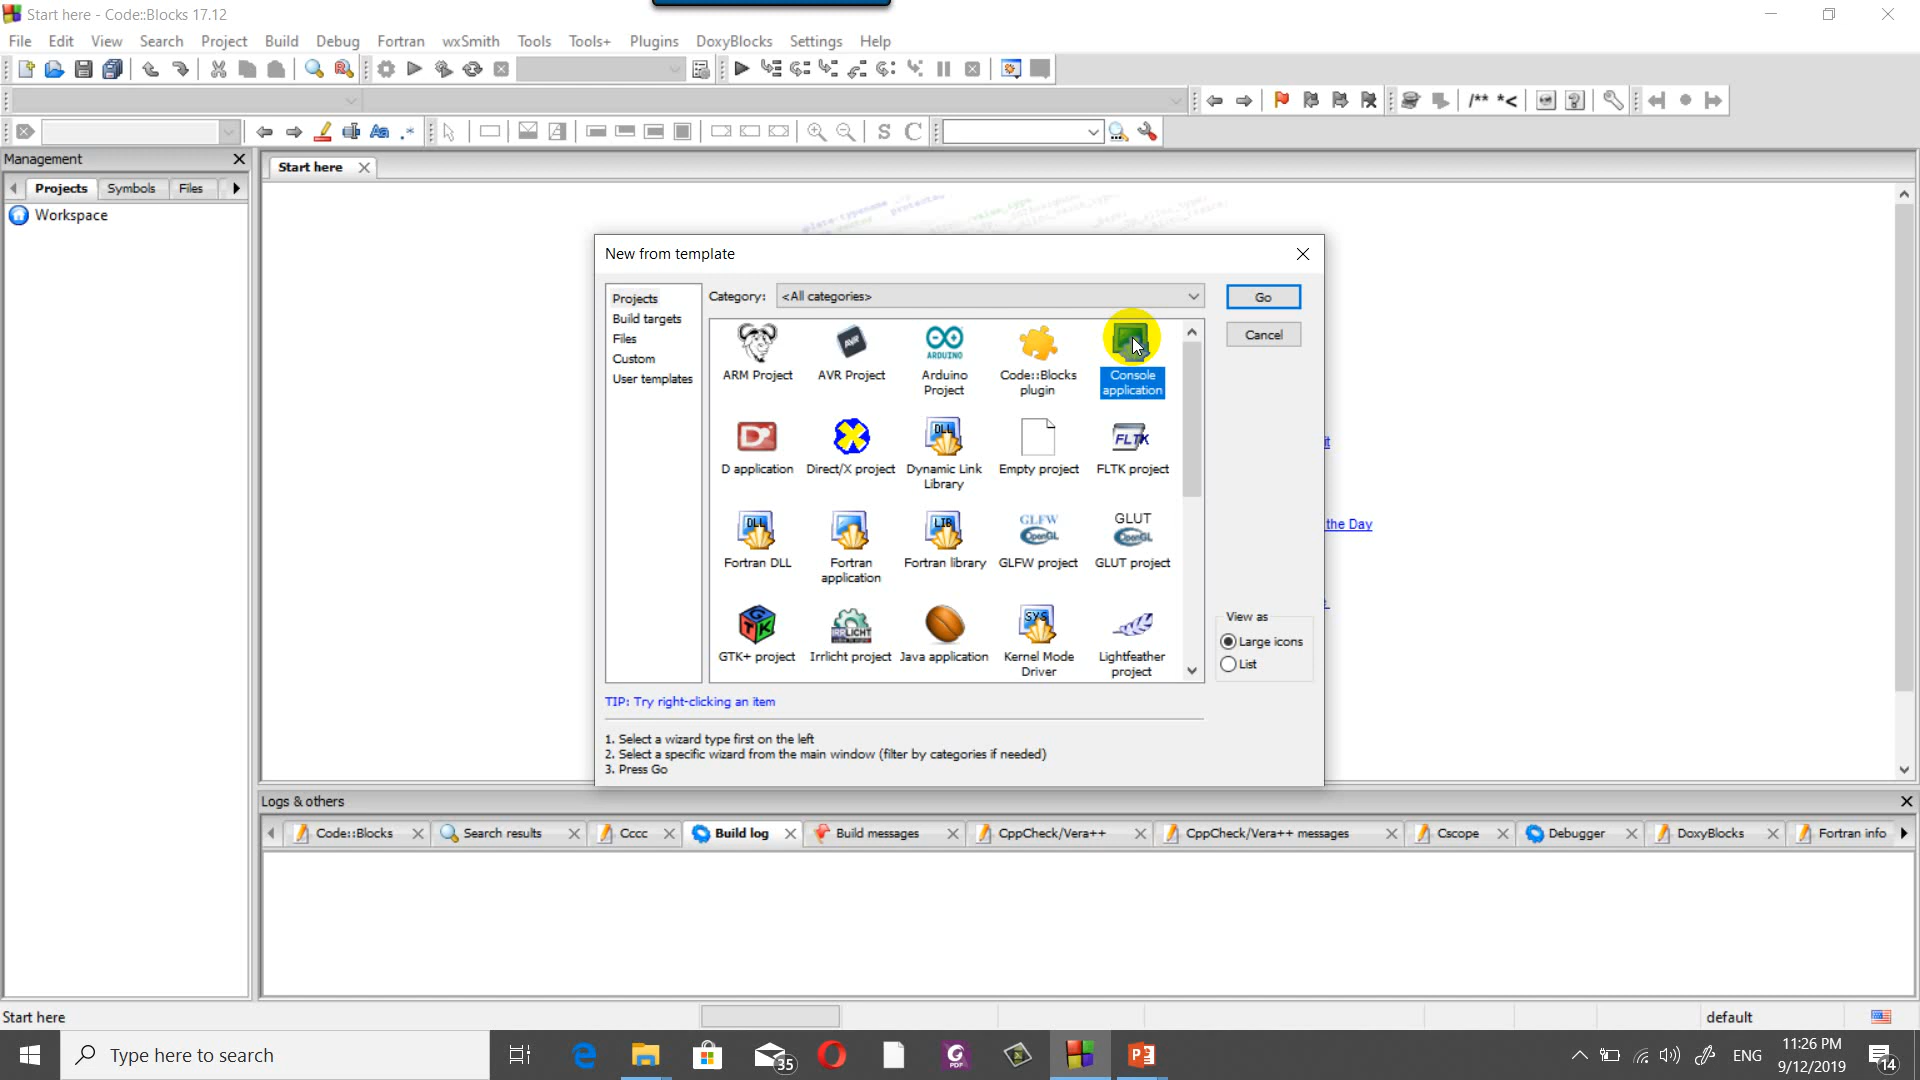 Start here - Code::Blocks 17.12
File Edit View Search Project Build Debug Fortran wxSmith Tools Tools+ Plugins DoxyBlocks Settings Help
/** *<
S C
Management
Projects Symbols Files
Workspace
Start here
New from template
Projects
Build targets
Files
Custom
User templates
Category: <All categories>
Go
Cancel
ARM Project
AVR Project
Arduino Project
Code::Blocks plugin
Console application
D application
Direct/X project
Dynamic Link Library
Empty project
FLTK project
Fortran DLL
Fortran application
Fortran library
GLFW project
GLUT project
GTK+ project
Irrlicht project
Java application
Kernel Mode Driver
Lightfeather project
View as
Large icons
List
TIP: Try right-clicking an item
1. Select a wizard type first on the left
2. Select a specific wizard from the main window (filter by categories if needed)
3. Press Go
the Day
Logs & others
Code::Blocks Search results Cccc Build log Build messages CppCheck/Vera++ CppCheck/Vera++ messages Cscope Debugger DoxyBlocks Fortran info
Start here
default
Type here to search
35
ENG
11:26 PM
9/12/2019
14